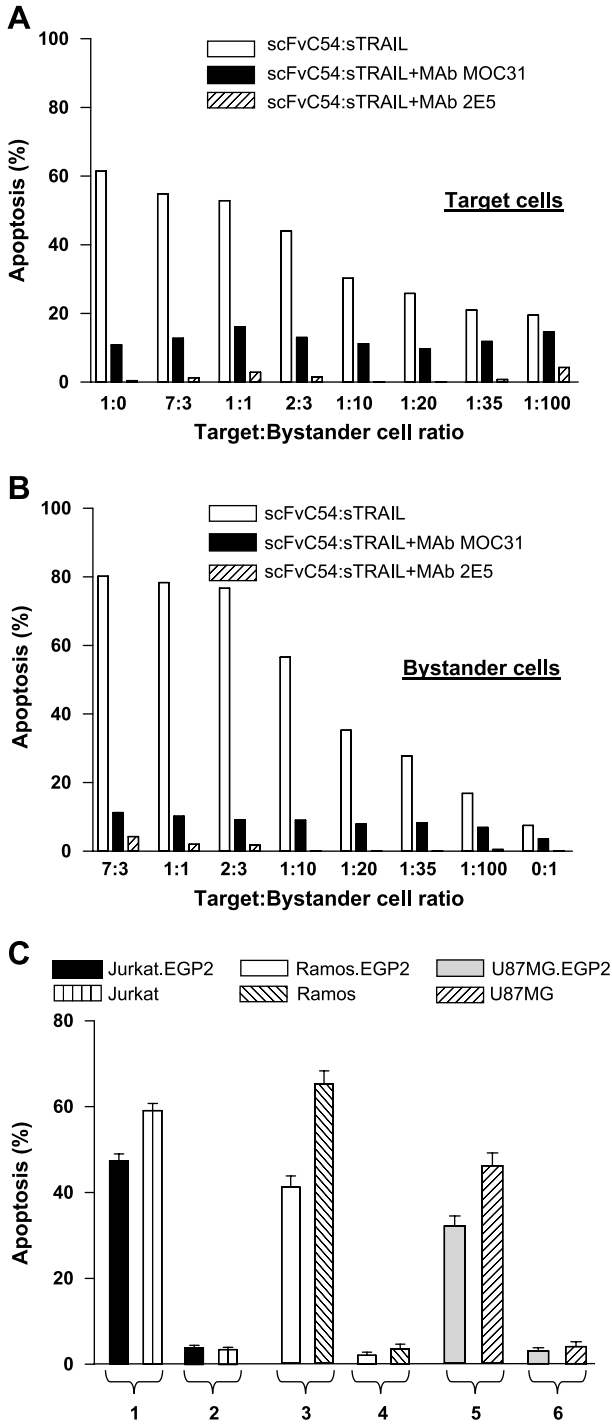 A
scFvC54:sTRAIL
scFvC54:sTRAIL+MAb MOC31
scFvC54:sTRAIL+MAb 2E5
Target cells
Apoptosis (%)
100
80
60
40
20
0
1:0 7:3 1:1 2:3 1:10 1:20 1:35 1:100
Target:Bystander cell ratio
B
scFvC54:sTRAIL
scFvC54:sTRAIL+MAb MOC31
scFvC54:sTRAIL+MAb 2E5
Bystander cells
Apoptosis (%)
100
80
60
40
20
0
7:3 1:1 2:3 1:10 1:20 1:35 1:100 0:1
Target:Bystander cell ratio
C
Jurkat.EGP2 Ramos.EGP2 U87MG.EGP2
Jurkat Ramos U87MG
Apoptosis (%)
80
60
40
20
0
1 2 3 4 5 6